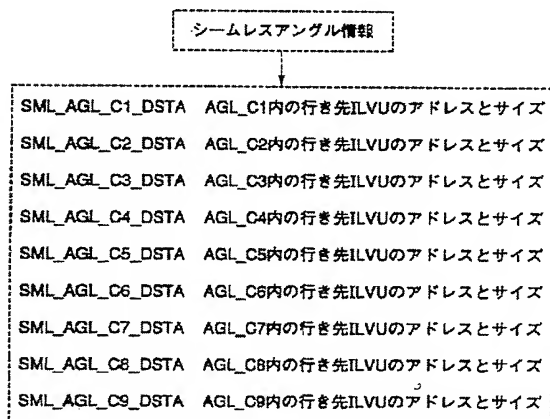 シームレスアングル情報
SML_AGL_C1_DSTA AGL_C1内の行き先ILVUのアドレスとサイズ
SML_AGL_C2_DSTA AGL_C2内の行き先ILVUのアドレスとサイズ
SML_AGL_C3_DSTA AGL_C3内の行き先ILVUのアドレスとサイズ
SML_AGL_C4_DSTA AGL_C4内の行き先ILVUのアドレスとサイズ
SML_AGL_C5_DSTA AGL_C5内の行き先ILVUのアドレスとサイズ
SML_AGL_C6_DSTA AGL_C6内の行き先ILVUのアドレスとサイズ
SML_AGL_C7_DSTA AGL_C7内の行き先ILVUのアドレスとサイズ
SML_AGL_C8_DSTA AGL_C8内の行き先ILVUのアドレスとサイズ
SML_AGL_C9_DSTA AGL_C9内の行き先ILVUのアドレスとサイズ